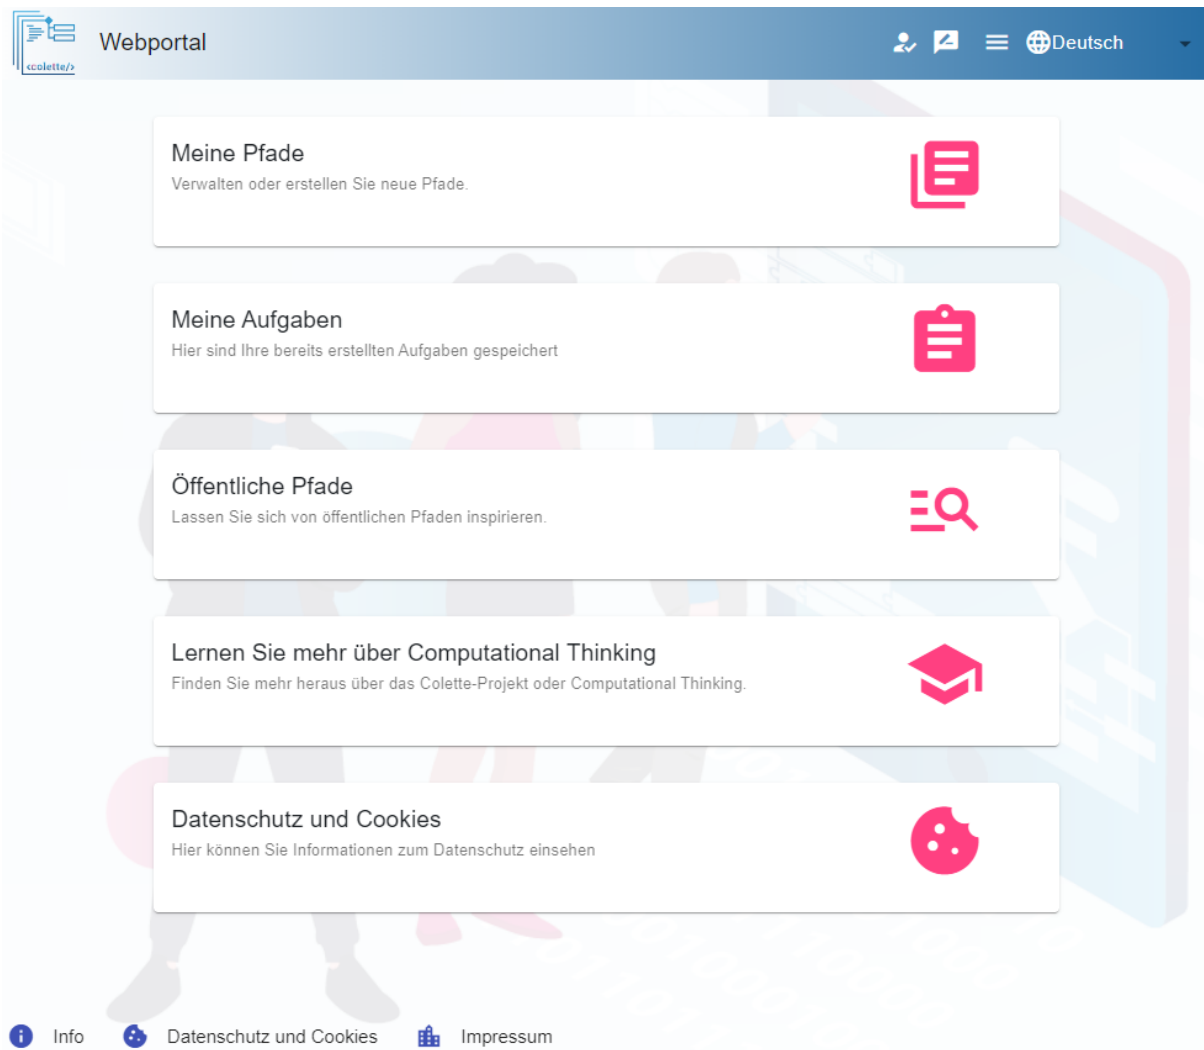 <colette/>
Webportal
Deutsch
Meine Pfade
Verwalten oder erstellen Sie neue Pfade.
Meine Aufgaben
Hier sind Ihre bereits erstellten Aufgaben gespeichert
Öffentliche Pfade
Lassen Sie sich von öffentlichen Pfaden inspirieren.
Lernen Sie mehr über Computational Thinking
Finden Sie mehr heraus über das Colette-Projekt oder Computational Thinking.
Datenschutz und Cookies
Hier können Sie Informationen zum Datenschutz einsehen
Info
Datenschutz und Cookies
Impressum